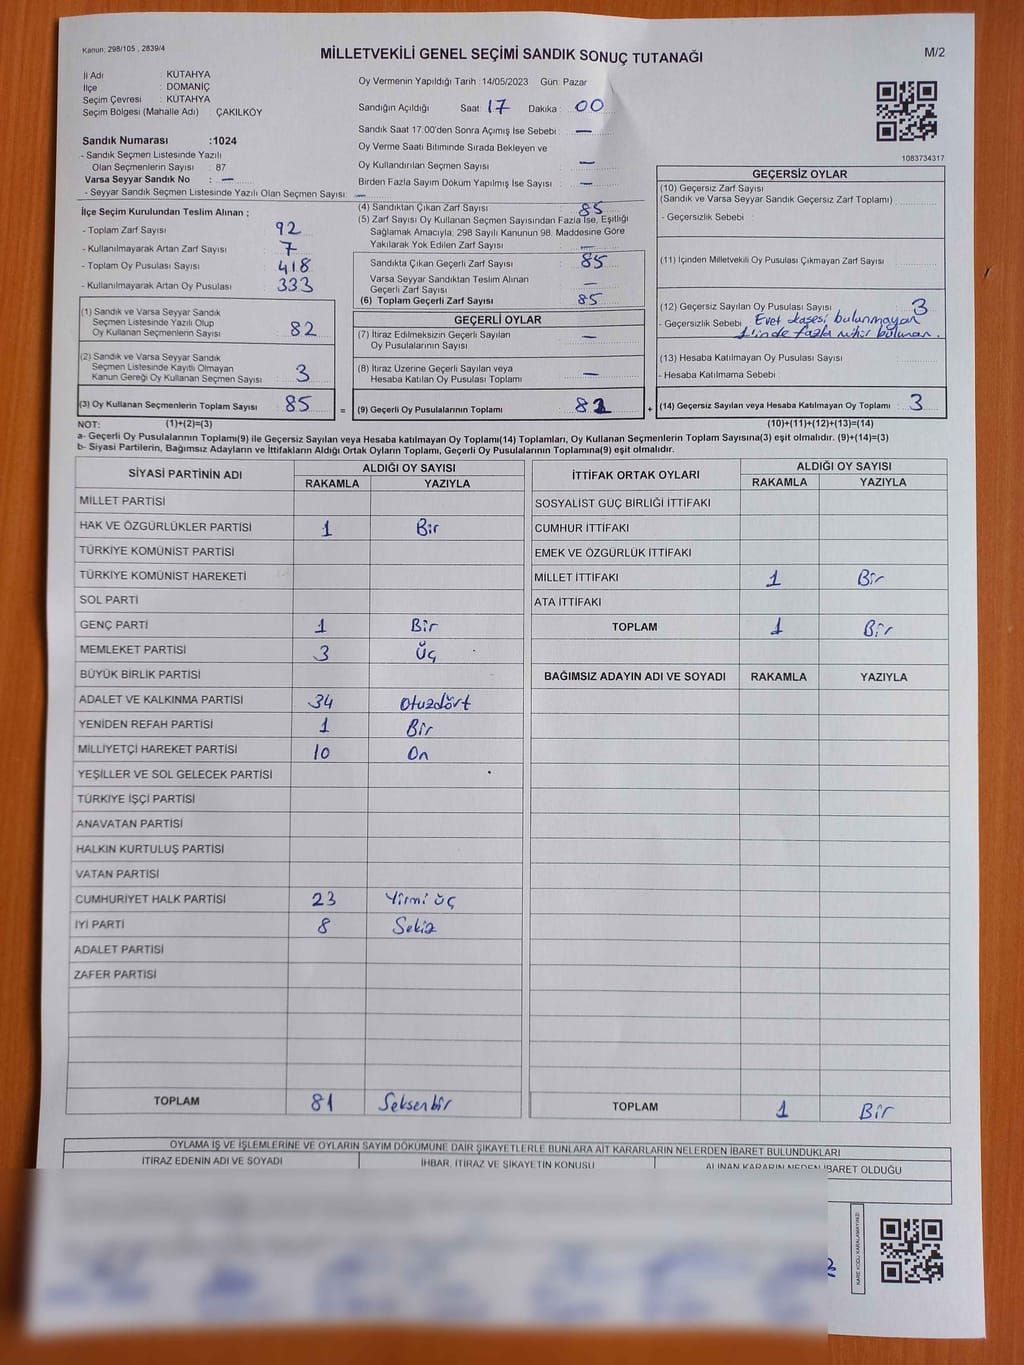 Kanun; 298/105 , 2839/4
MİLLETVEKİLİ GENEL SEÇİMİ SANDIK SONUÇ TUTANAĞI
M/2
İl Adı : KÜTAHYA
İlçe : DOMANİÇ
Seçim Çevresi : KÜTAHYA
Seçim Bölgesi (Mahalle Adı) ÇAKILKÖY
Sandık Numarası :1024
- Sandık Seçmen Listesinde Yazılı
Olan Seçmenlerin Sayısı : 87
Varsa Seyyar Sandık No : —
- Seyyar Sandık Seçmen Listesinde Yazılı Olan Seçmen Sayısı: —
İlçe Seçim Kurulundan Teslim Alınan ;
- Toplam Zarf Sayısı 92
- Kullanılmayarak Artan Zarf Sayısı 7
- Toplam Oy Pusulası Sayısı 418
- Kullanılmayarak Artan Oy Pusulası 333
(1) Sandık ve Varsa Seyyar Sandık
Seçmen Listesinde Yazılı Olup
Oy Kullanan Seçmenlerin Sayısı 82
(2) Sandık ve Varsa Seyyar Sandık
Seçmen Listesinde Kayıtlı Olmayan
Kanun Gereği Oy Kullanan Seçmen Sayısı 3
(3) Oy Kullanan Seçmenlerin Toplam Sayısı 85
Oy Vermenin Yapıldığı Tarih : 14/05/2023 Gün: Pazar
Sandığın Açıldığı Saat: 17 Dakika : 00
Sandık Saat 17.00'den Sonra Açımış İse Sebebi : —
Oy Verme Saati Bitiminde Sırada Bekleyen ve
Oy Kullandırılan Seçmen Sayısı —
Birden Fazla Sayım Döküm Yapılmış İse Sayısı —
(4) Sandıktan Çıkan Zarf Sayısı 85
(5) Zarf Sayısı Oy Kullanan Seçmen Sayısından Fazla İse, Eşitliği
Sağlamak Amacıyla; 298 Sayılı Kanunun 98. Maddesine Göre
Yakılarak Yok Edilen Zarf Sayısı —
Sandıkta Çıkan Geçerli Zarf Sayısı 85
Varsa Seyyar Sandıktan Teslim Alınan
Geçerli Zarf Sayısı —
(6) Toplam Geçerli Zarf Sayısı 85
GEÇERLİ OYLAR
(7) İtiraz Edilmeksizin Geçerli Sayılan
Oy Pusulalarının Sayısı —
(8) İtiraz Üzerine Geçerli Sayılan veya
Hesaba Katılan Oy Pusulası Toplamı —
= (9) Geçerli Oy Pusulalarının Toplamı 82 +
1083734317
GEÇERSİZ OYLAR
(10) Geçersiz Zarf Sayısı
(Sandık ve Varsa Seyyar Sandık Geçersiz Zarf Toplamı)
- Geçersizlik Sebebi :
(11) İçinden Milletvekili Oy Pusulası Çıkmayan Zarf Sayısı
(12) Geçersiz Sayılan Oy Pusulası Sayısı 3
- Geçersizlik Sebebi : Evet kaşesi bulunmayan
1'inde fazla mühür bulunan.
(13) Hesaba Katılmayan Oy Pusulası Sayısı
- Hesaba Katılmama Sebebi :
(14) Geçersiz Sayılan veya Hesaba Katılmayan Oy Toplamı 3
NOT: (1)+(2)=(3)
(10)+(11)+(12)+(13)=(14)
a- Geçerli Oy Pusulalarının Toplamı(9) ile Geçersiz Sayılan veya Hesaba katılmayan Oy Toplamı(14) Toplamları, Oy Kullanan Seçmenlerin Toplam Sayısına(3) eşit olmalıdır. (9)+(14)=(3)
b- Siyasi Partilerin, Bağımsız Adayların ve İttifakların Aldığı Ortak Oyların Toplamı, Geçerli Oy Pusulalarının Toplamına(9) eşit olmalıdır.
SİYASİ PARTİNİN ADI ALDIĞI OY SAYISI
RAKAMLA YAZIYLA
MİLLET PARTİSİ
HAK VE ÖZGÜRLÜKLER PARTİSİ 1 Bir
TÜRKİYE KOMÜNİST PARTİSİ
TÜRKİYE KOMÜNİST HAREKETİ
SOL PARTİ
GENÇ PARTİ 1 Bir
MEMLEKET PARTİSİ 3 Üç
BÜYÜK BİRLİK PARTİSİ
ADALET VE KALKINMA PARTİSİ 34 Otuzdört
YENİDEN REFAH PARTİSİ 1 Bir
MİLLİYETÇİ HAREKET PARTİSİ 10 On
YEŞİLLER VE SOL GELECEK PARTİSİ
TÜRKİYE İŞÇİ PARTİSİ
ANAVATAN PARTİSİ
HALKIN KURTULUŞ PARTİSİ
VATAN PARTİSİ
CUMHURİYET HALK PARTİSİ 23 Yirmi üç
İYİ PARTİ 8 Sekiz
ADALET PARTİSİ
ZAFER PARTİSİ
TOPLAM 81 Seksenbir
İTTİFAK ORTAK OYLARI ALDIĞI OY SAYISI
RAKAMLA YAZIYLA
SOSYALİST GÜÇ BİRLİĞİ İTTİFAKI
CUMHUR İTTİFAKI
EMEK VE ÖZGÜRLÜK İTTİFAKI
MİLLET İTTİFAKI 1 Bir
ATA İTTİFAKI
TOPLAM 1 Bir
BAĞIMSIZ ADAYIN ADI VE SOYADI RAKAMLA YAZIYLA
TOPLAM 1 Bir
OYLAMA İŞ VE İŞLEMLERİNE VE OYLARIN SAYIM DÖKÜMÜNE DAİR ŞİKAYETLERLE BUNLARA AİT KARARLARIN NELERDEN İBARET BULUNDUKLARI
İTİRAZ EDENİN ADI VE SOYADI İHBAR, İTİRAZ VE ŞİKAYETİN KONUSU ALINAN KARARIN NEDEN İBARET OLDUĞU
KARE KODU KARALAMAYINIZ!